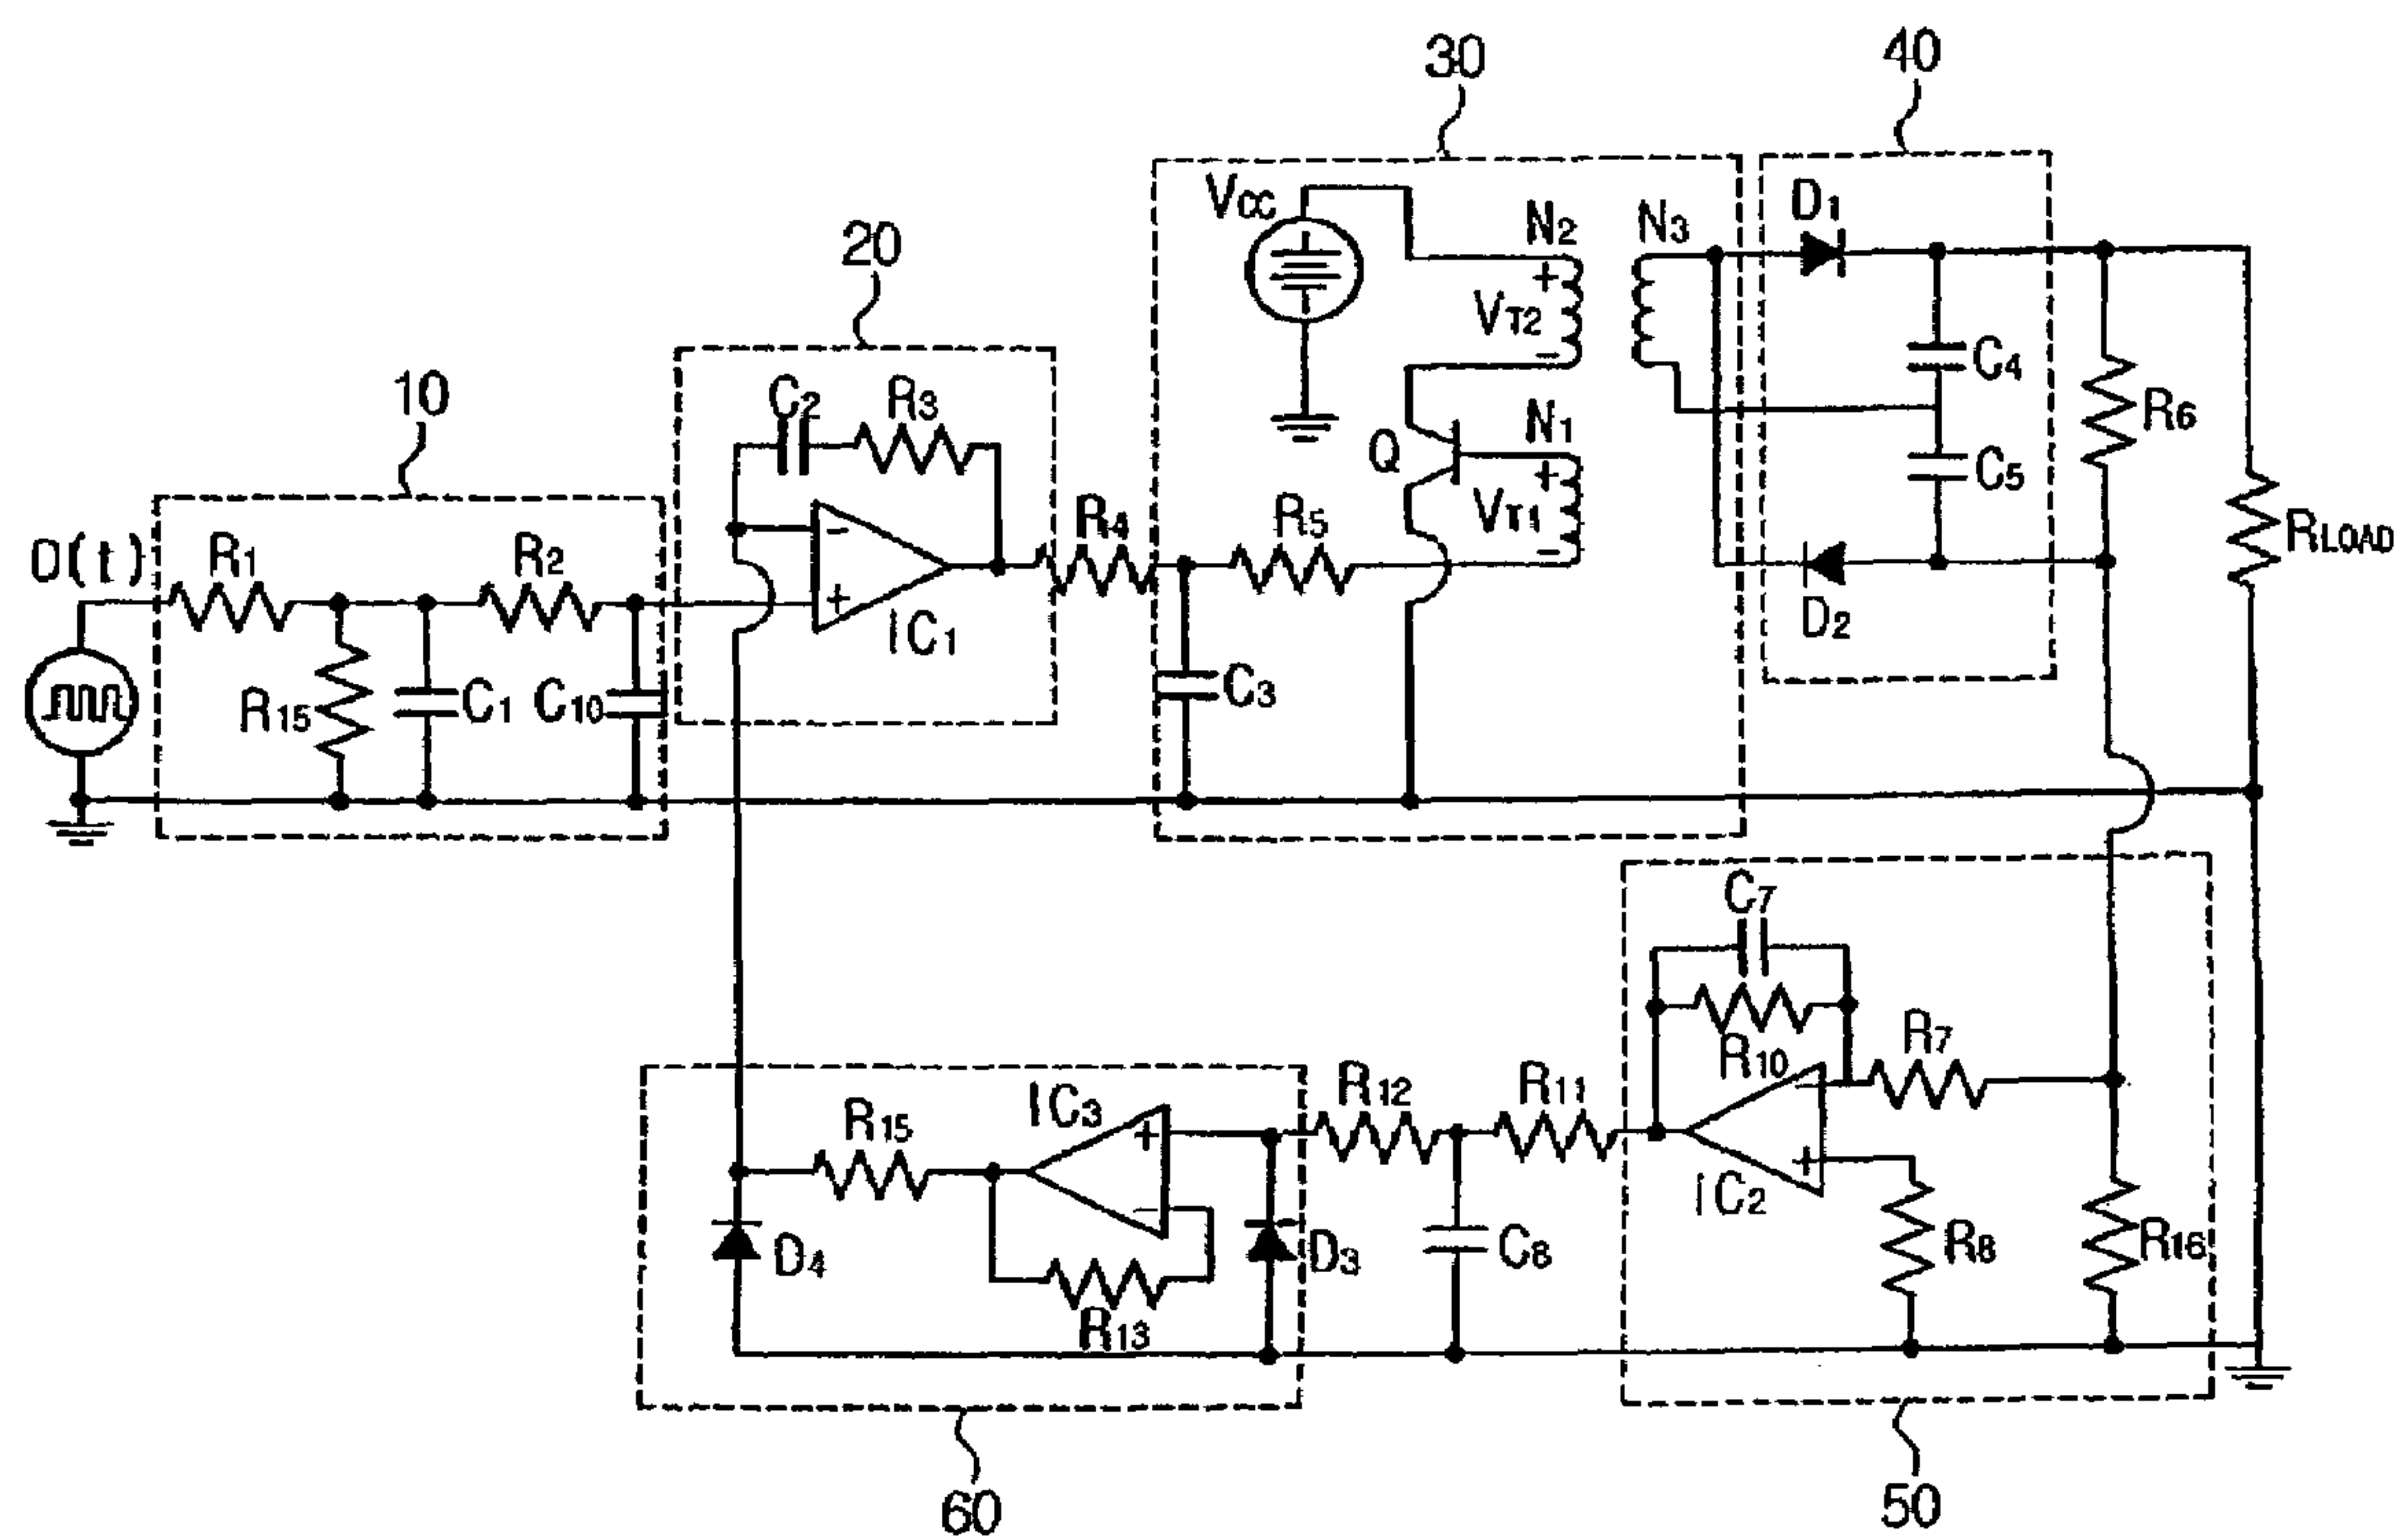 30
40
20
10
VCC
N2
N3
D1
+
VT2
-
C4
R6
C2
R3
N1
Q
+
VT1
-
C5
RLOAD
D(t)
R1
R2
-
+
IC1
R4
R5
D2
R15
C1
C10
C3
C7
R10
R7
-
+
IC2
R8
R16
R12
R11
IC3
+
-
R15
R13
D4
D3
C8
60
50